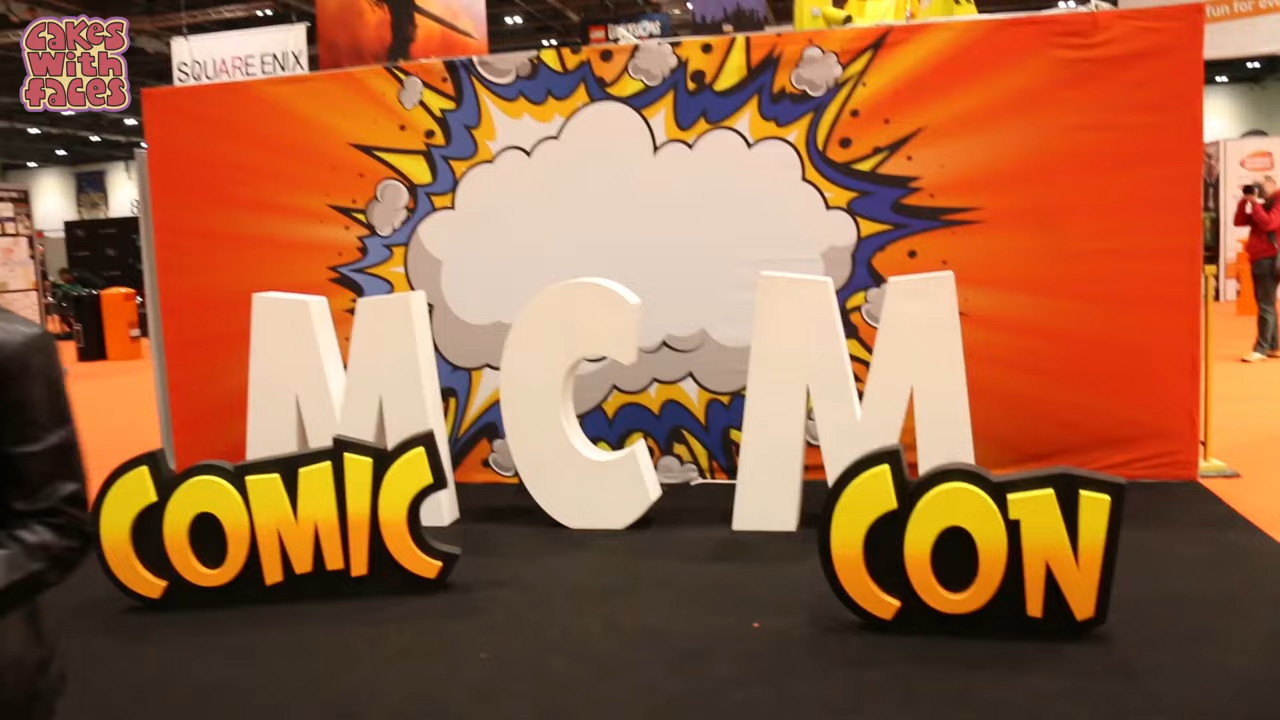 cakes
with
faces
SQUARE ENIX
fun for eve
MCM
COMIC
CON